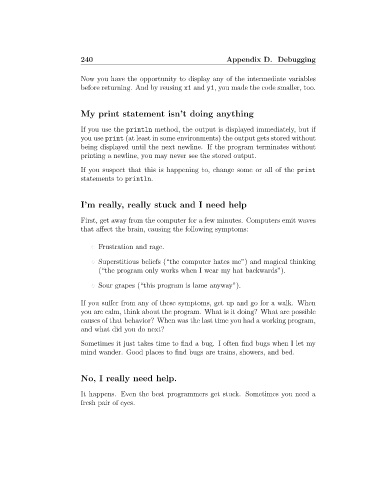 240 Appendix D. Debugging
Now you have the opportunity to display any of the intermediate variables
before returning. And by reusing x1 and y1, you made the code smaller, too.
My print statement isn't doing anything
If you use the println method, the output is displayed immediately, but if
you use print (at least in some environments) the output gets stored without
being displayed until the next newline. If the program terminates without
printing a newline, you may never see the stored output.
If you suspect that this is happening to, change some or all of the print
statements to println.
I'm really, really stuck and I need help
First, get away from the computer for a few minutes. Computers emit waves
that affect the brain, causing the following symptoms:
Frustration and rage.
Superstitious beliefs (“the computer hates me”) and magical thinking
(“the program only works when I wear my hat backwards”).
Sour grapes (“this program is lame anyway”).
If you suffer from any of these symptoms, get up and go for a walk. When
you are calm, think about the program. What is it doing? What are possible
causes of that behavior? When was the last time you had a working program,
and what did you do next?
Sometimes it just takes time to find a bug. I often find bugs when I let my
mind wander. Good places to find bugs are trains, showers, and bed.
No, I really need help.
It happens. Even the best programmers get stuck. Sometimes you need a
fresh pair of eyes.